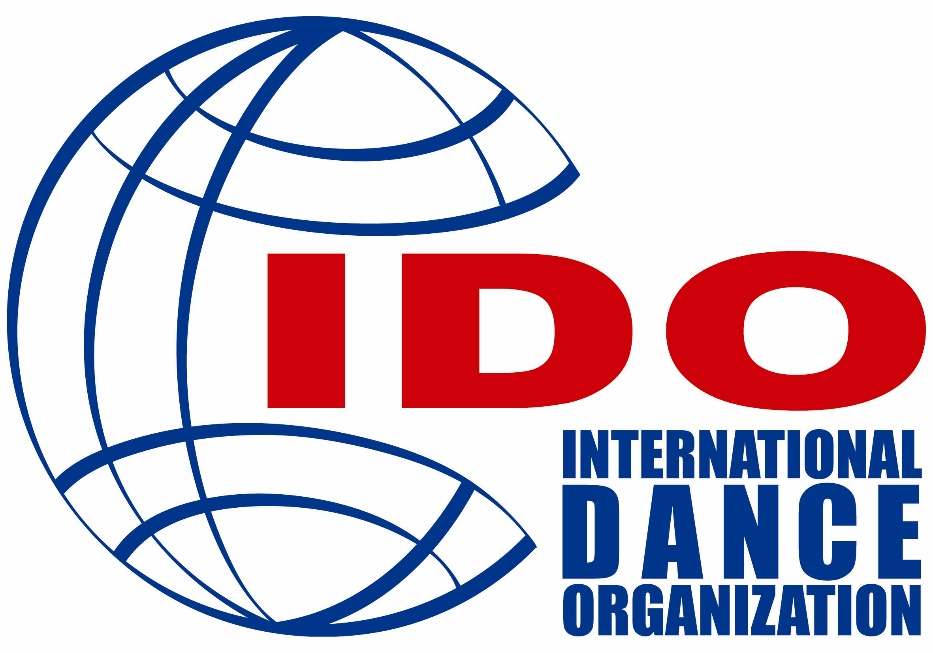 IDO
INTERNATIONAL
DANCE
ORGANIZATION